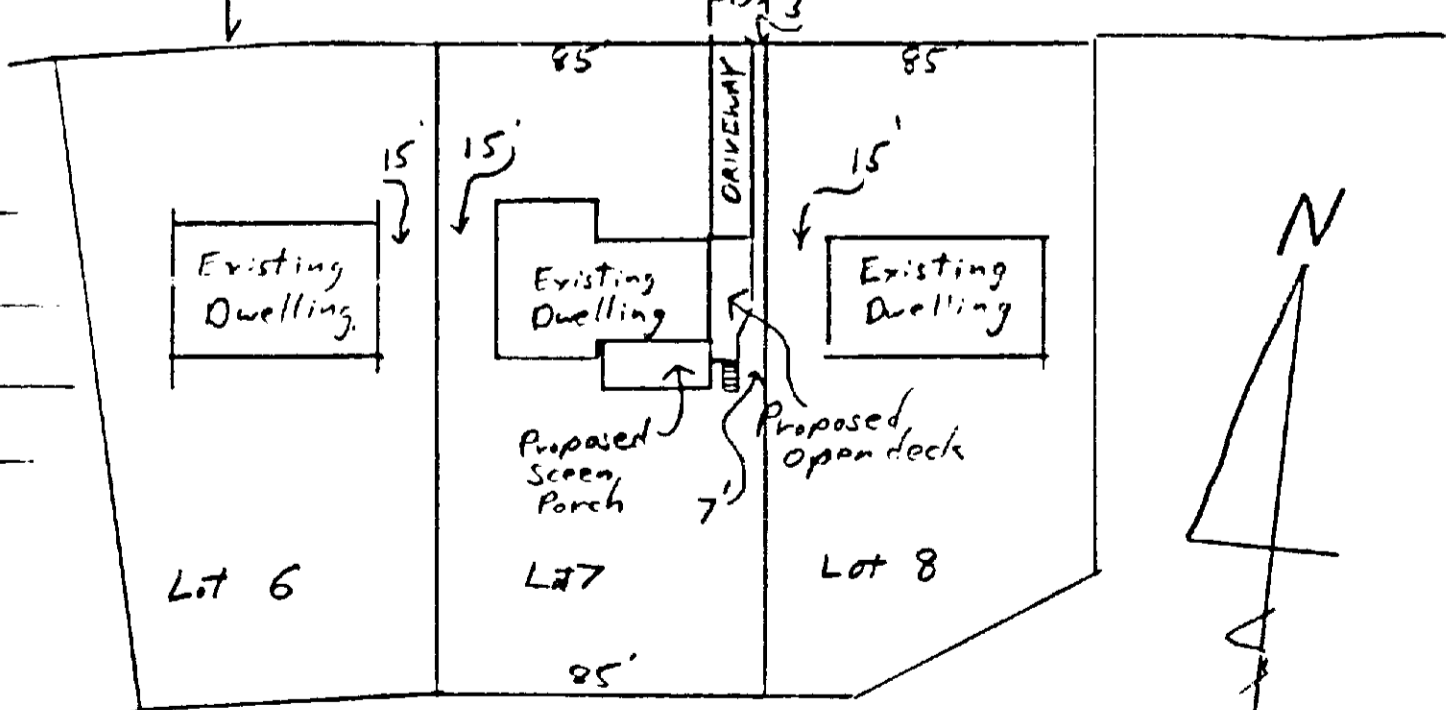 3
85'
85'
DRIVEWAY
15'
15'
15'
N
Existing
Dwelling.
Existing
Dwelling
Existing
Dwelling
Proposed
Sceen
Porch
Proposed
open deck
7'
Lot 6
Lot 7
Lot 8
85'